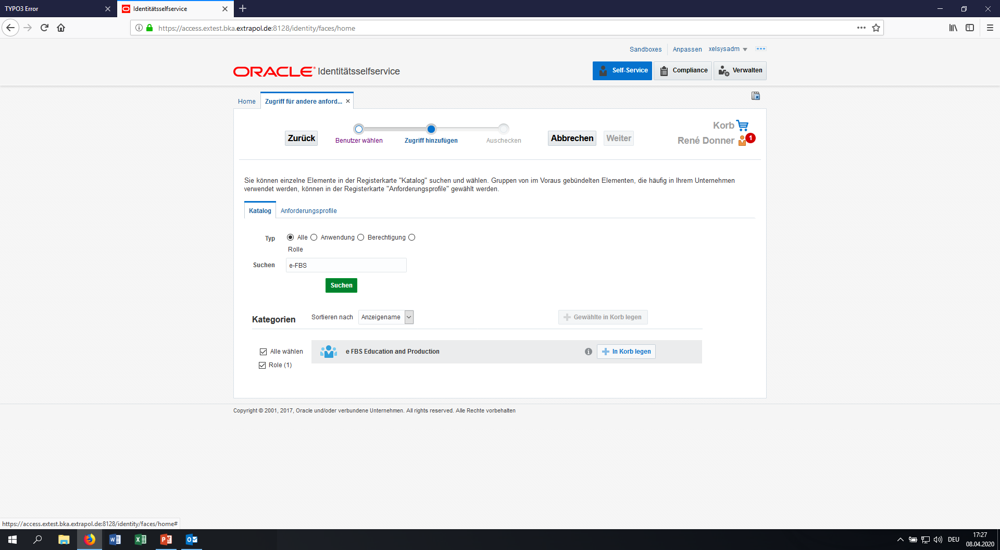 TYPO3 Error
Identitätsselfservice
https://access.extest.bka.extrapol.de:8128/identity/faces/home
Sandboxes
Anpassen
xelsysadm
ORACLE Identitätsselfservice
Self-Service
Compliance
Verwalten
Home
Zugriff für andere anford...
Zurück
Benutzer wählen
Zugriff hinzufügen
Auschecken
Abbrechen
Weiter
Korb
René Donner
1
Sie können einzelne Elemente in der Registerkarte "Katalog" suchen und wählen. Gruppen von im Voraus gebündelten Elementen, die häufig in Ihrem Unternehmen
verwendet werden, können in der Registerkarte "Anforderungsprofile" gewählt werden.
Katalog
Anforderungsprofile
Typ
Alle
Anwendung
Berechtigung
Rolle
Suchen
e-FBS
Suchen
Kategorien
Sortieren nach
Anzeigename
Gewählte in Korb legen
Alle wählen
e FBS Education and Production
In Korb legen
Role (1)
Copyright © 2001, 2017, Oracle und/oder verbundene Unternehmen. All rights reserved. Alle Rechte vorbehalten
https://access.extest.bka.extrapol.de:8128/identity/faces/home#
DEU
17:27
08.04.2020